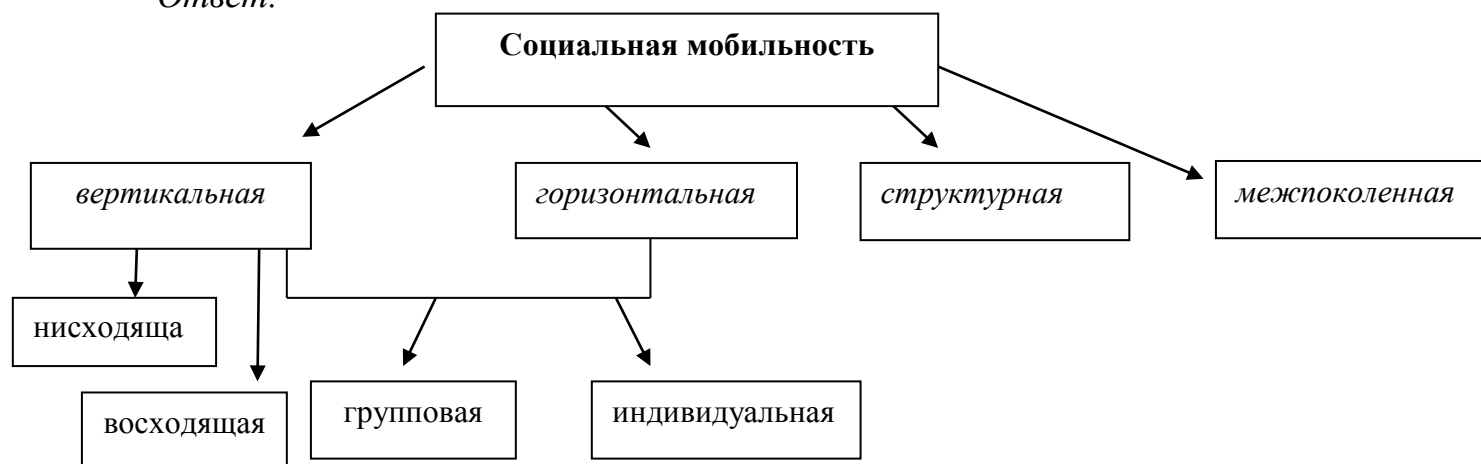 Ответ:
Социальная мобильность
вертикальная
горизонтальная
структурная
межпоколенная
нисходяща
восходящая
групповая
индивидуальная